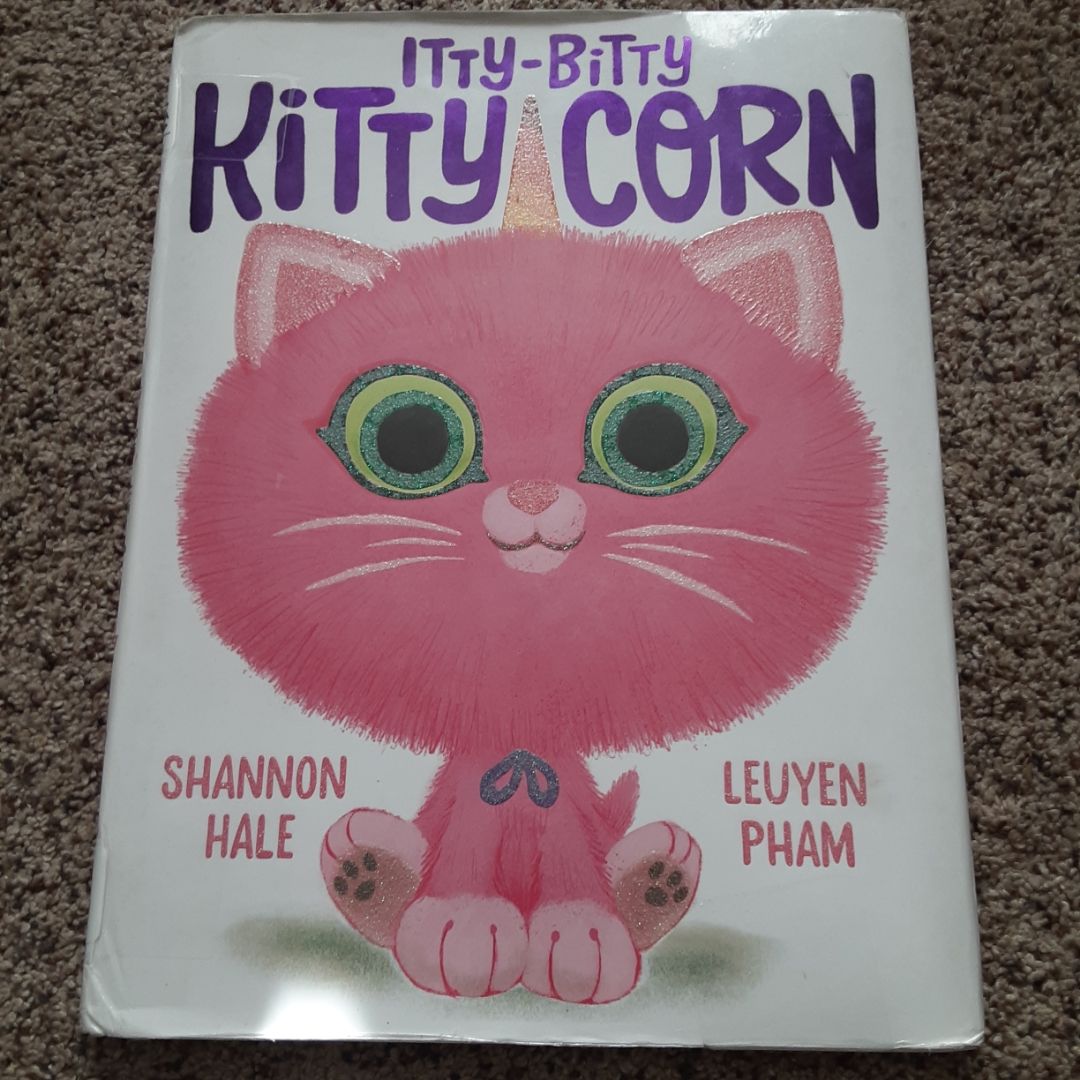 ITTY-BITTY
KITTY CORN
SHANNON
HALE
LEUYEN
PHAM